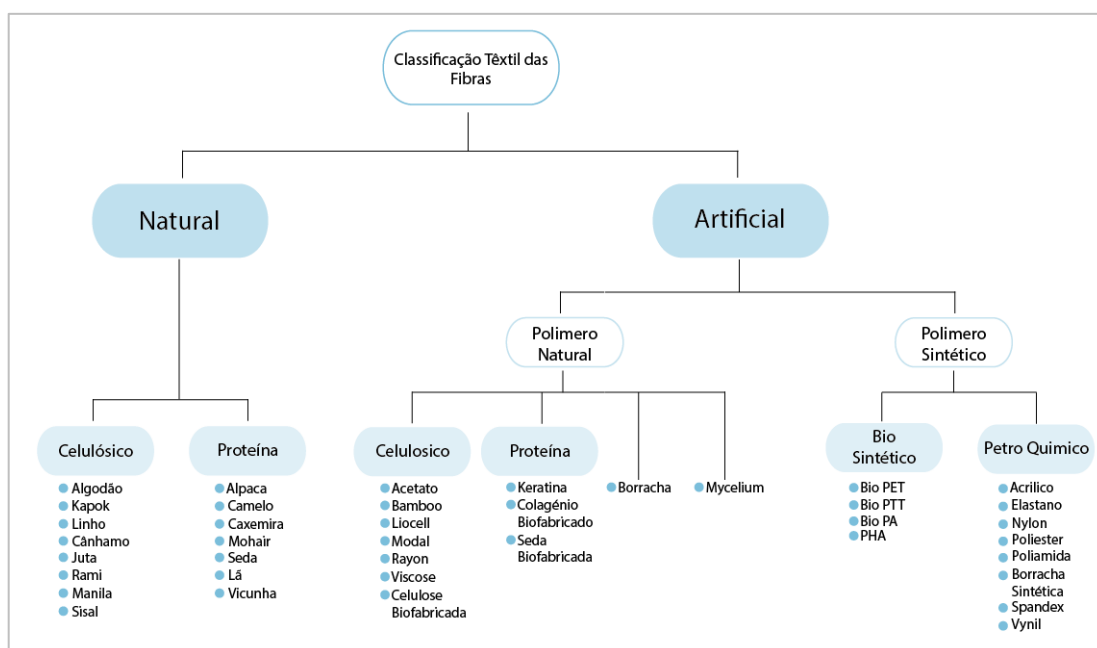 Classificação Têxtil das
Fibras
Natural
Artificial
Polimero
Natural
Polimero
Sintético
Celulósico
Algodão
Kapok
Linho
Cânhamo
Juta
Rami
Manila
Sisal
Proteína
Alpaca
Camelo
Caxemira
Mohair
Seda
Lã
Vicunha
Celulosico
Acetato
Bamboo
Liocell
Modal
Rayon
Viscose
Celulose
Biofabricada
Proteína
Keratina
Colagénio
Biofabricado
Seda
Biofabricada
Borracha
Mycelium
Bio
Sintético
Bio PET
Bio PTT
Bio PA
PHA
Petro Quimico
Acrilico
Elastano
Nylon
Poliester
Poliamida
Borracha
Sintética
Spandex
Vynil